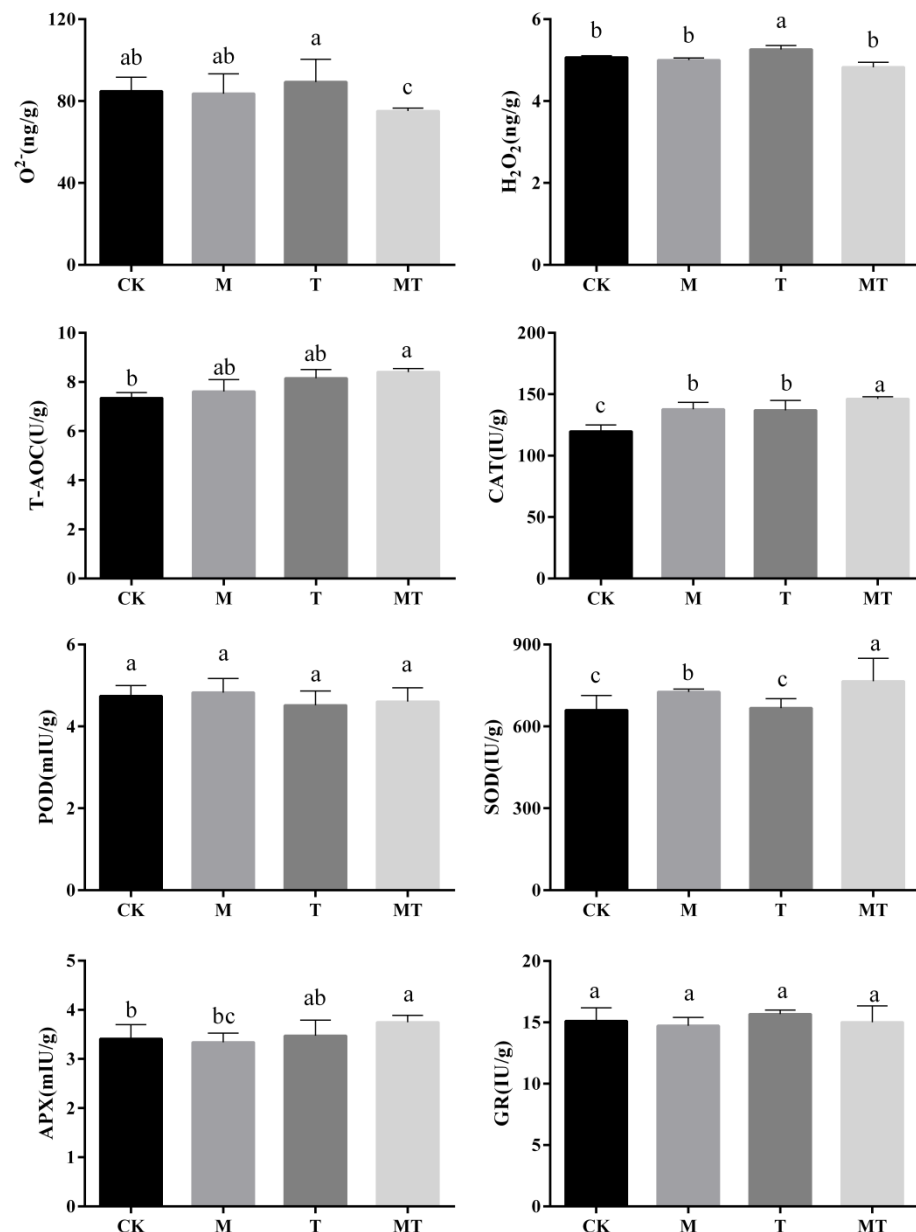 120
80
40
0
O²⁻(ng/g)
ab ab a c
CK M T MT
6
4
2
0
H₂O₂(ng/g)
b b a b
CK M T MT
10
8
6
4
2
0
T-AOC(U/g)
b ab ab a
CK M T MT
200
150
100
50
0
CAT(IU/g)
c b b a
CK M T MT
6
4
2
0
POD(mIU/g)
a a a a
CK M T MT
900
600
300
0
SOD(IU/g)
c b c a
CK M T MT
5
4
3
2
1
0
APX(mIU/g)
b bc ab a
CK M T MT
20
15
10
5
0
GR(IU/g)
a a a a
CK M T MT